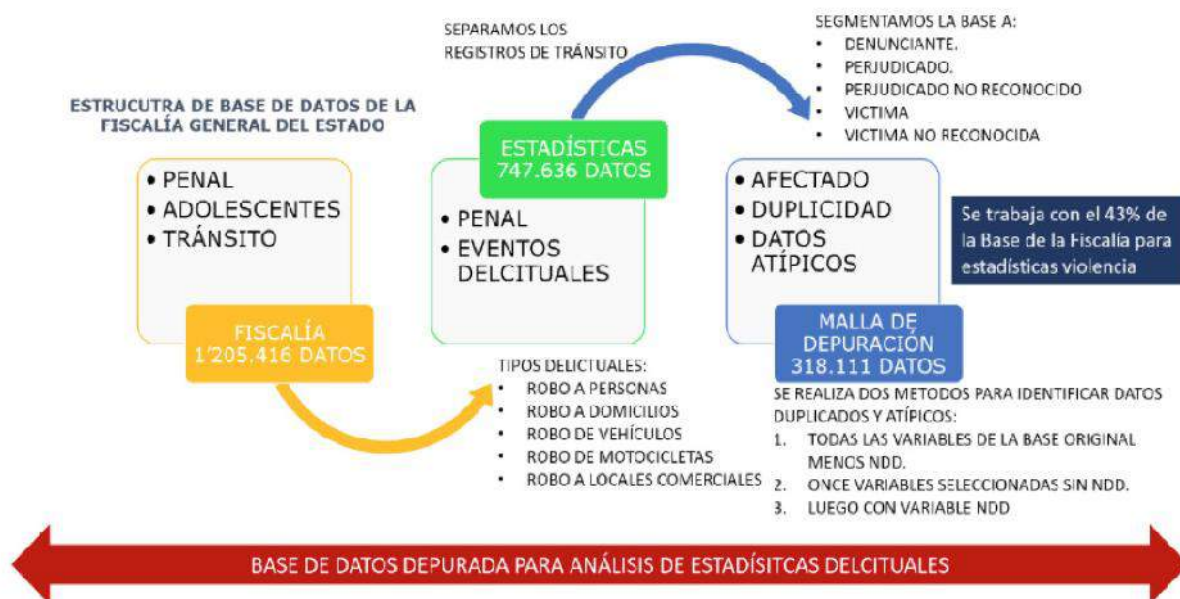 ESTRUCUTRA DE BASE DE DATOS DE LA
FISCALÍA GENERAL DEL ESTADO
• PENAL
• ADOLESCENTES
• TRÁNSITO
FISCALÍA
1'205.416 DATOS
SEPARAMOS LOS
REGISTROS DE TRÁNSITO
ESTADÍSTICAS
747.636 DATOS
• PENAL
• EVENTOS
DELCITUALES
TIPOS DELICTUALES:
• ROBO A PERSONAS
• ROBO A DOMICILIOS
• ROBO DE VEHÍCULOS
• ROBO DE MOTOCICLETAS
• ROBO A LOCALES COMERCIALES
SEGMENTAMOS LA BASE A:
• DENUNCIANTE.
• PERJUDICADO.
• PERJUDICADO NO RECONOCIDO
• VICTIMA
• VICTIMA NO RECONOCIDA
• AFECTADO
• DUPLICIDAD
• DATOS
ATÍPICOS
MALLA DE
DEPURACIÓN
318.111 DATOS
Se trabaja con el 43% de
la Base de la Fiscalía para
estadísticas violencia
SE REALIZA DOS METODOS PARA IDENTIFICAR DATOS
DUPLICADOS Y ATÍPICOS:
1. TODAS LAS VARIABLES DE LA BASE ORIGINAL
MENOS NDD.
2. ONCE VARIABLES SELECCIONADAS SIN NDD.
3. LUEGO CON VARIABLE NDD
BASE DE DATOS DEPURADA PARA ANÁLISIS DE ESTADÍSITCAS DELCITUALES